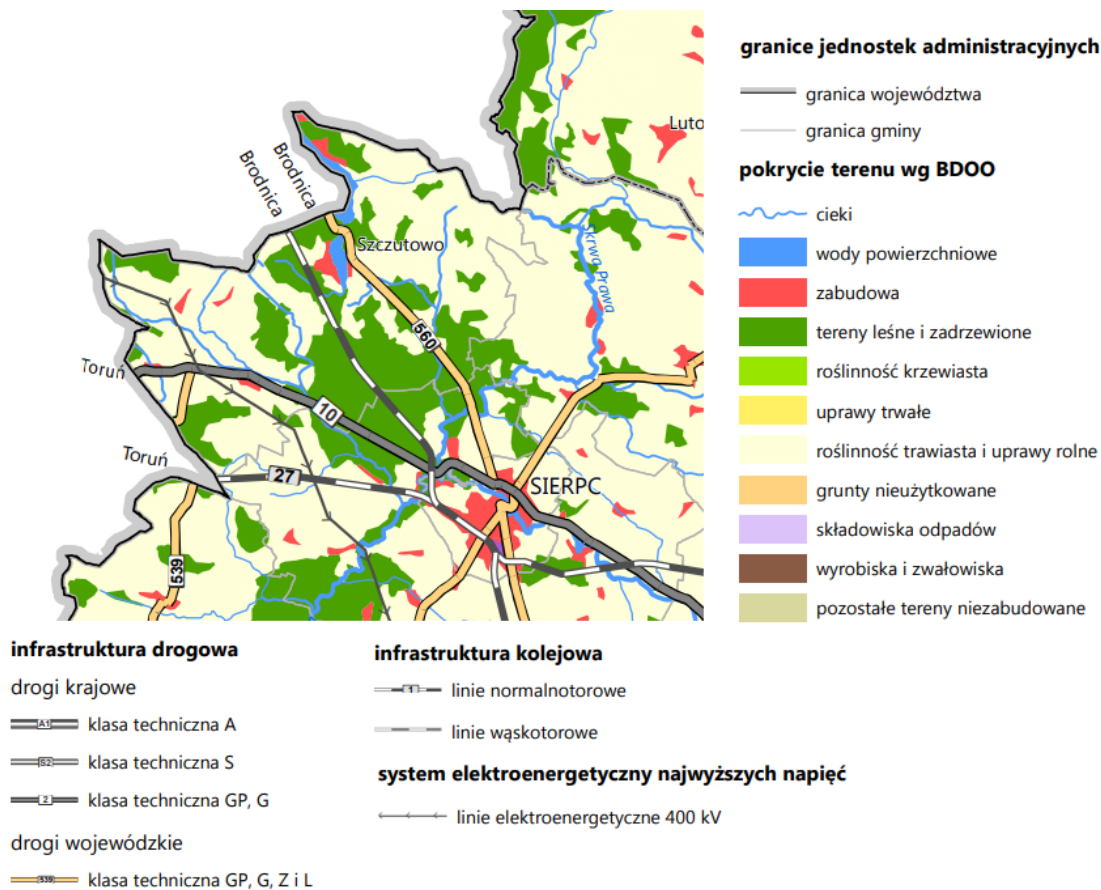 Luto
Brodnica
Brodnica
Szczutowo
Skrwa Prawa
560
Toruń
10
Toruń
27
SIERPC
539
granice jednostek administracyjnych
granica województwa
granica gminy
pokrycie terenu wg BDOO
cieki
wody powierzchniowe
zabudowa
tereny leśne i zadrzewione
roślinność krzewiasta
uprawy trwałe
roślinność trawiasta i uprawy rolne
grunty nieużytkowane
składowiska odpadów
wyrobiska i zwałowiska
pozostałe tereny niezabudowane
infrastruktura drogowa
drogi krajowe
A1 klasa techniczna A
S2 klasa techniczna S
2 klasa techniczna GP, G
drogi wojewódzkie
539 klasa techniczna GP, G, Z i L
infrastruktura kolejowa
1 linie normalnotorowe
linie wąskotorowe
system elektroenergetyczny najwyższych napięć
linie elektroenergetyczne 400 kV